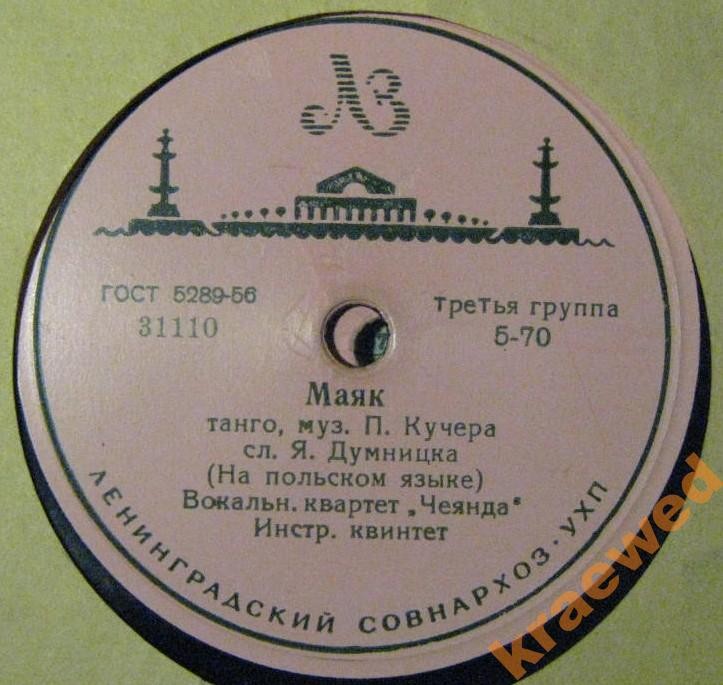 ЛЗ
ГОСТ 5289-56
31110
третья группа
5-70
Маяк
танго, муз. П. Кучера
сл. Я. Думницка
(На польском языке)
Вокальн. квартет „Чеянда"
Инстр. квинтет
ЛЕНИНГРАДСКИЙ СОВНАРХОЗ · УХП
kraewed